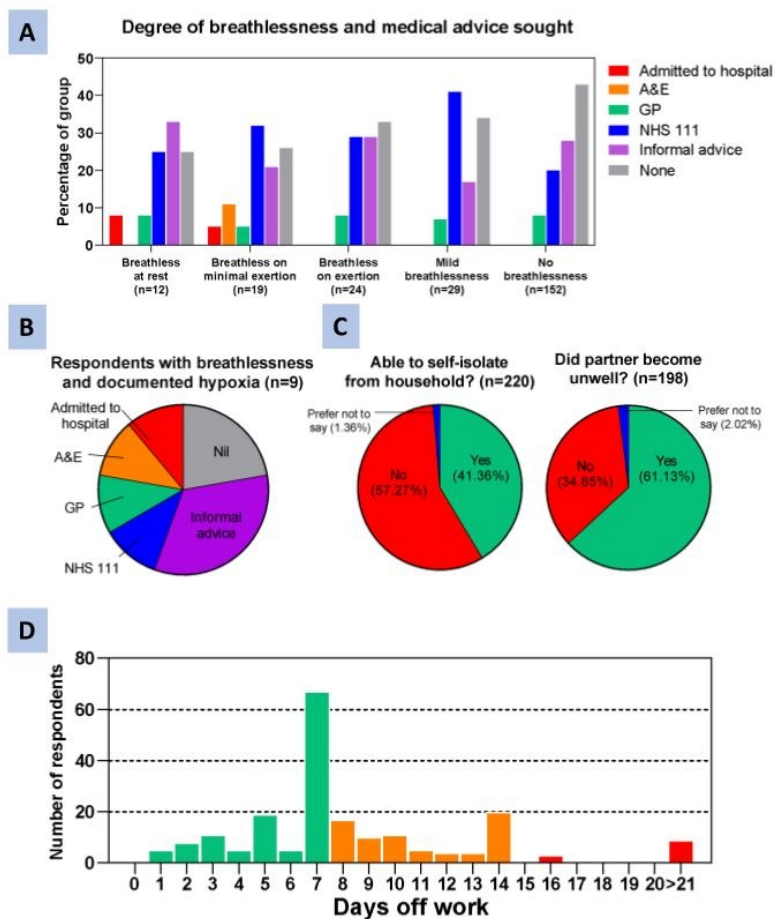 A
Degree of breathlessness and medical advice sought
Percentage of group
50
40
30
20
10
0
Breathless
at rest
(n=12)
Breathless on
minimal exertion
(n=19)
Breathless
on exertion
(n=24)
Mild
breathlessness
(n=29)
No
breathlessness
(n=152)
Admitted to hospital
A&E
GP
NHS 111
Informal advice
None
B
Respondents with breathlessness
and documented hypoxia (n=9)
Admitted to
hospital
A&E
GP
NHS 111
Nil
Informal
advice
C
Able to self-isolate
from household? (n=220)
Prefer not to
say (1.36%)
No
(57.27%)
Yes
(41.36%)
Did partner become
unwell? (n=198)
Prefer not to
say (2.02%)
No
(34.85%)
Yes
(61.13%)
D
Number of respondents
80
60
40
20
0
0 1 2 3 4 5 6 7 8 9 10 11 12 13 14 15 16 17 18 19 20 >21
Days off work